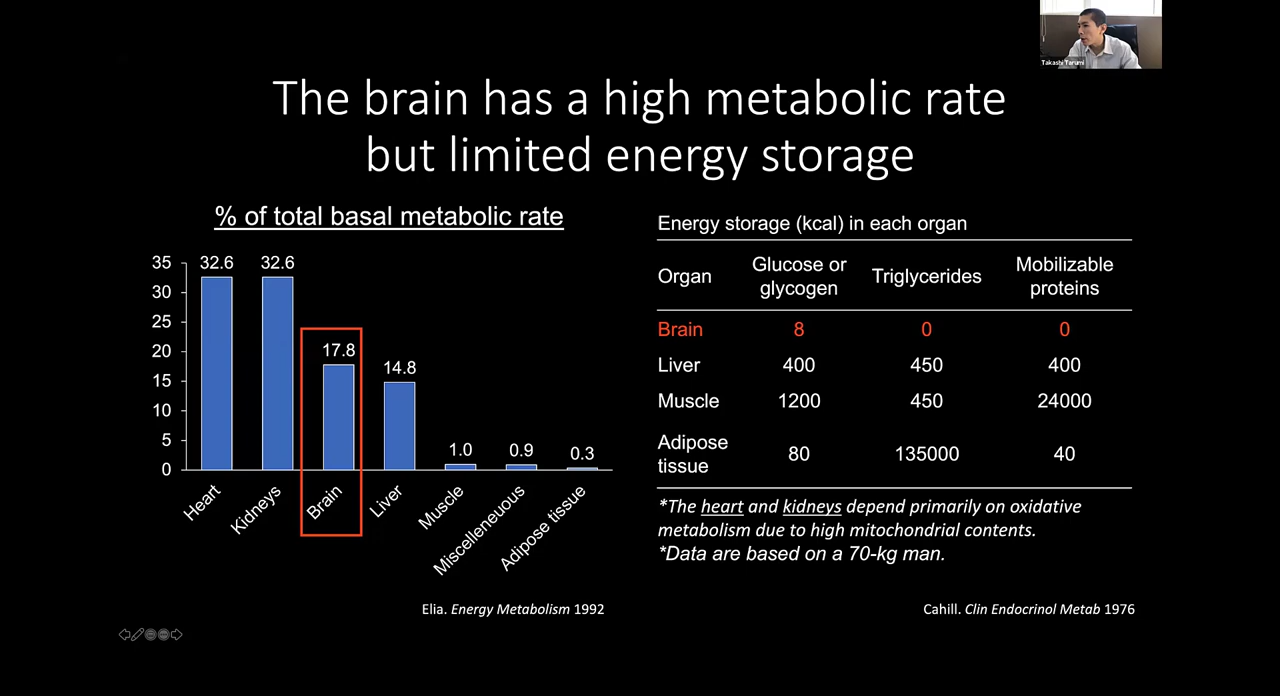 Takashi Tarumi
The brain has a high metabolic rate
but limited energy storage
% of total basal metabolic rate
35
30
25
20
15
10
5
0
32.6
32.6
17.8
14.8
1.0
0.9
0.3
Heart
Kidneys
Brain
Liver
Muscle
Miscelleneuous
Adipose tissue
Elia. Energy Metabolism 1992
Energy storage (kcal) in each organ
Organ Glucose or glycogen Triglycerides Mobilizable proteins
Brain 8 0 0
Liver 400 450 400
Muscle 1200 450 24000
Adipose tissue 80 135000 40
*The heart and kidneys depend primarily on oxidative
metabolism due to high mitochondrial contents.
*Data are based on a 70-kg man.
Cahill. Clin Endocrinol Metab 1976